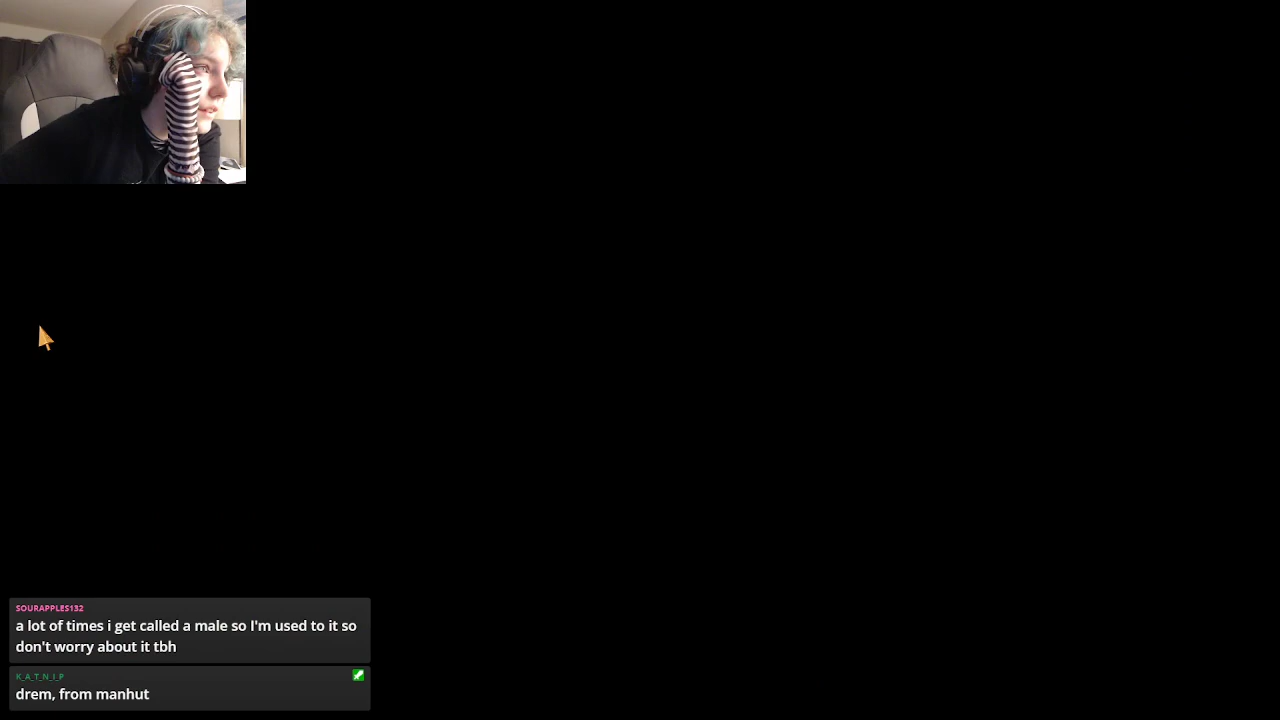 SOURAPPLES132
a lot of times i get called a male so I'm used to it so
don't worry about it tbh
K_A_T_N_I_P
drem, from manhut